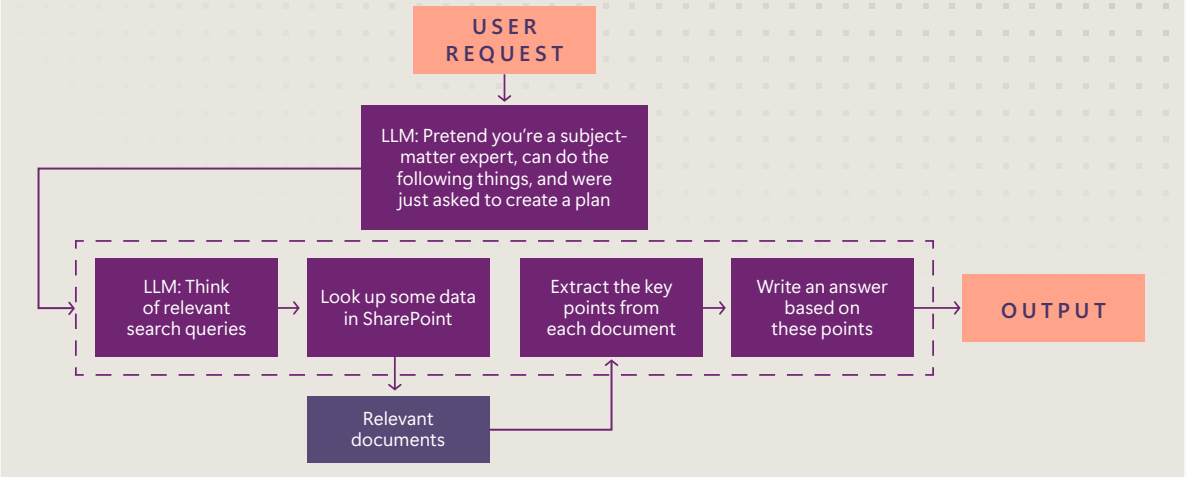 USER
REQUEST
LLM: Pretend you’re a subject-
matter expert, can do the
following things, and were
just asked to create a plan
LLM: Think
of relevant
search queries
Look up some data
in SharePoint
Extract the key
points from
each document
Write an answer
based on
these points
OUTPUT
Relevant
documents